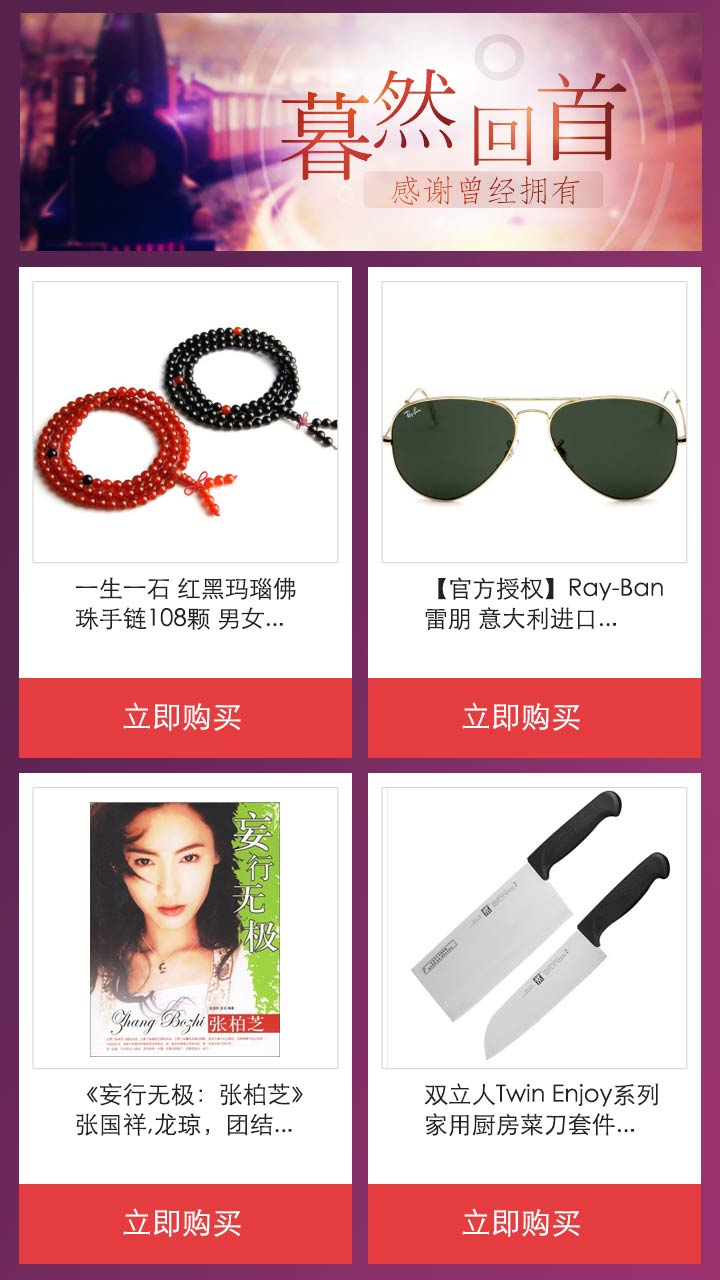 暮然回首
感谢曾经拥有
Ray-Ban
一生一石 红黑玛瑙佛
珠手链108颗 男女...
【官方授权】Ray-Ban
雷朋 意大利进口...
立即购买
立即购买
妄行无极
Zhang Bozhi 张柏芝
《妄行无极：张柏芝》
张国祥,龙琼，团结...
双立人Twin Enjoy系列
家用厨房菜刀套件...
立即购买
立即购买